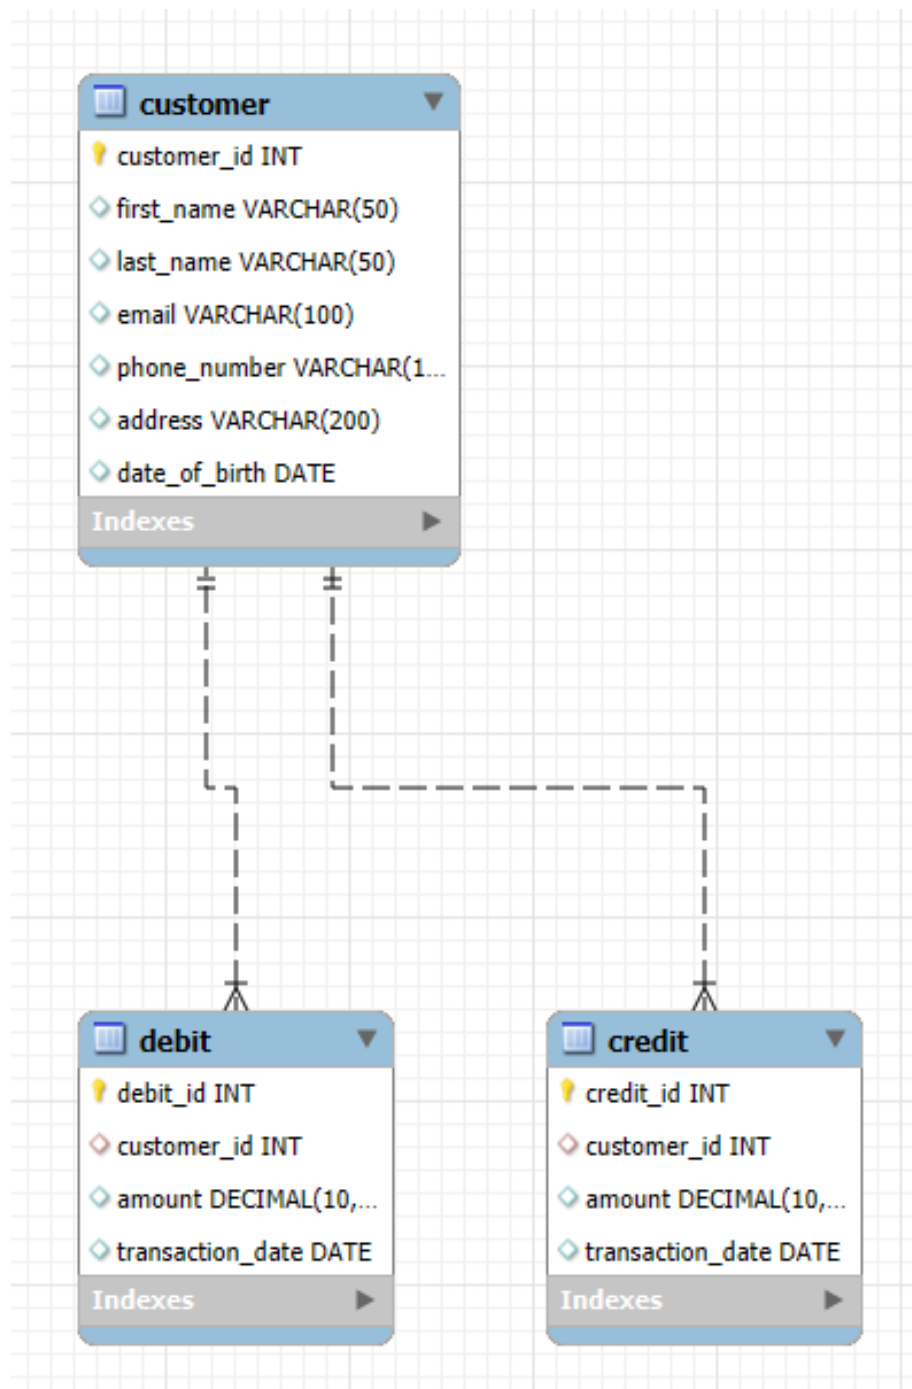 customer
customer_id INT
first_name VARCHAR(50)
last_name VARCHAR(50)
email VARCHAR(100)
phone_number VARCHAR(1...
address VARCHAR(200)
date_of_birth DATE
Indexes
debit
debit_id INT
customer_id INT
amount DECIMAL(10,...
transaction_date DATE
Indexes
credit
credit_id INT
customer_id INT
amount DECIMAL(10,...
transaction_date DATE
Indexes